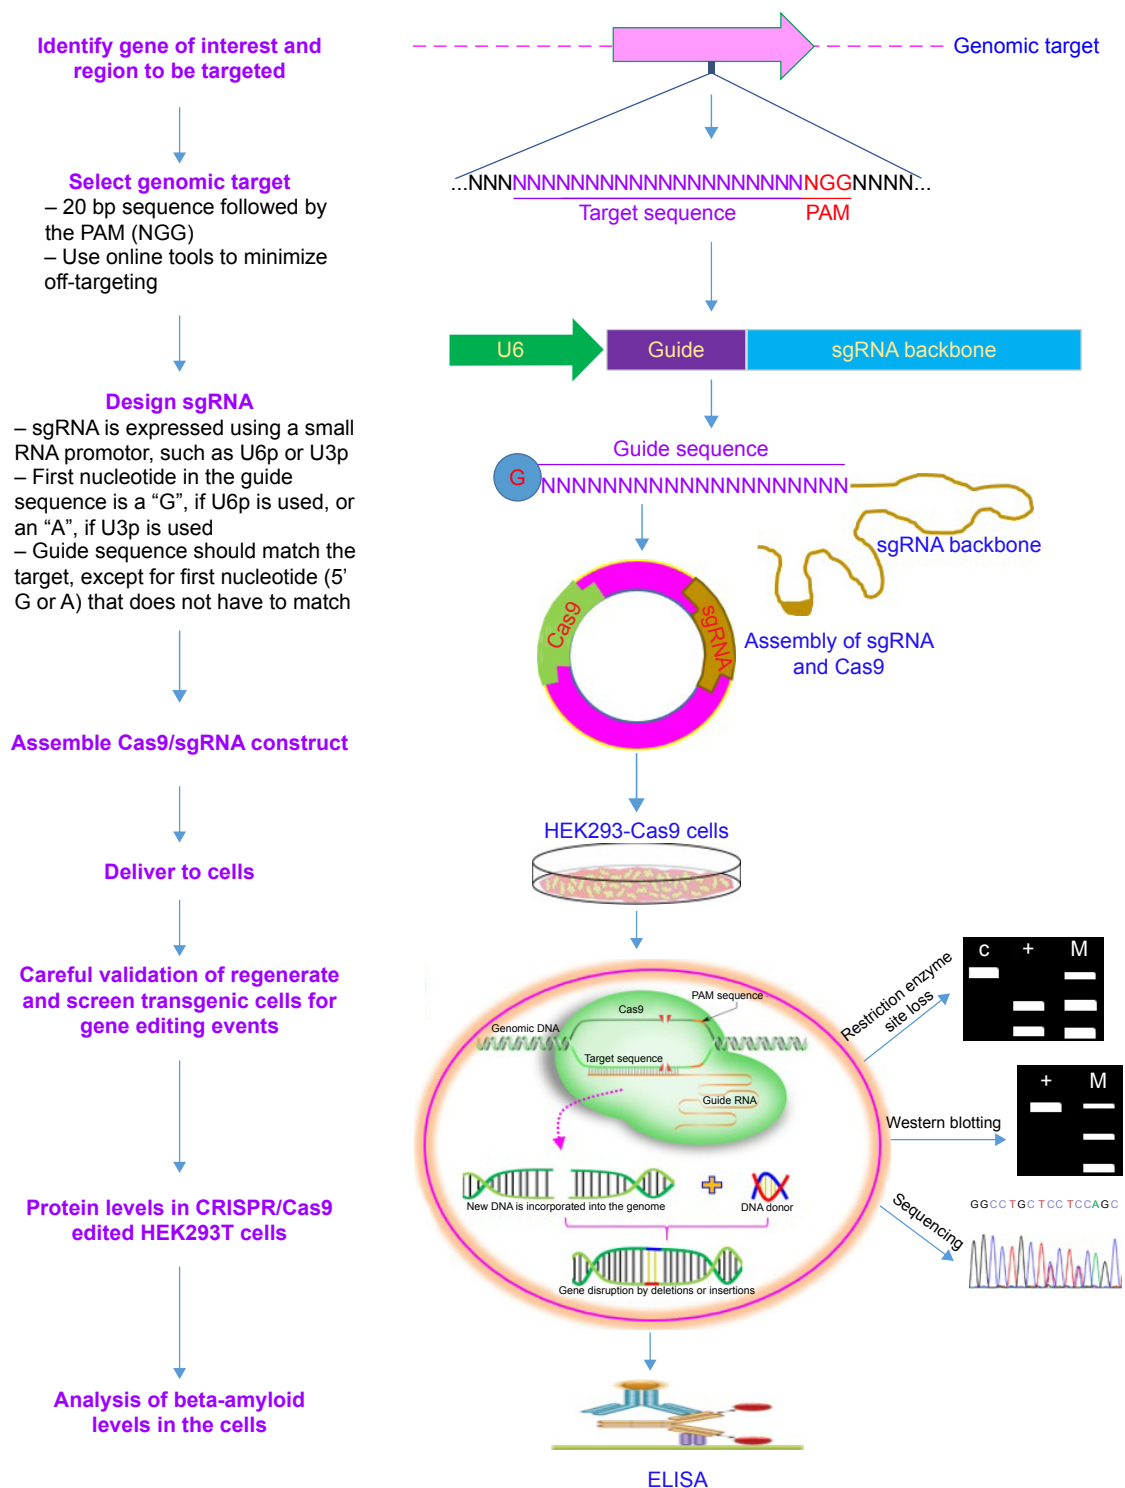 Identify gene of interest and
region to be targeted
Select genomic target
– 20 bp sequence followed by
the PAM (NGG)
– Use online tools to minimize
off-targeting
Design sgRNA
– sgRNA is expressed using a small
RNA promotor, such as U6p or U3p
– First nucleotide in the guide
sequence is a “G”, if U6p is used, or
an “A”, if U3p is used
– Guide sequence should match the
target, except for first nucleotide (5’
G or A) that does not have to match
Assemble Cas9/sgRNA construct
Deliver to cells
Careful validation of regenerate
and screen transgenic cells for
gene editing events
Protein levels in CRISPR/Cas9
edited HEK293T cells
Analysis of beta-amyloid
levels in the cells
Genomic target
...NNNNNNNNNNNNNNNNNNNNNNNNGGNNNN...
Target sequence
PAM
U6
Guide
sgRNA backbone
Guide sequence
G
NNNNNNNNNNNNNNNNNNNN
sgRNA backbone
Cas9
sgRNA
Assembly of sgRNA
and Cas9
HEK293-Cas9 cells
PAM sequence
Cas9
Genomic DNA
Target sequence
Guide RNA
New DNA is incorporated into the genome
DNA donor
Gene disruption by deletions or insertions
Restriction enzyme
site loss
c + M
Western blotting
+ M
Sequencing
GGCCTGCTCCTCCAGC
ELISA